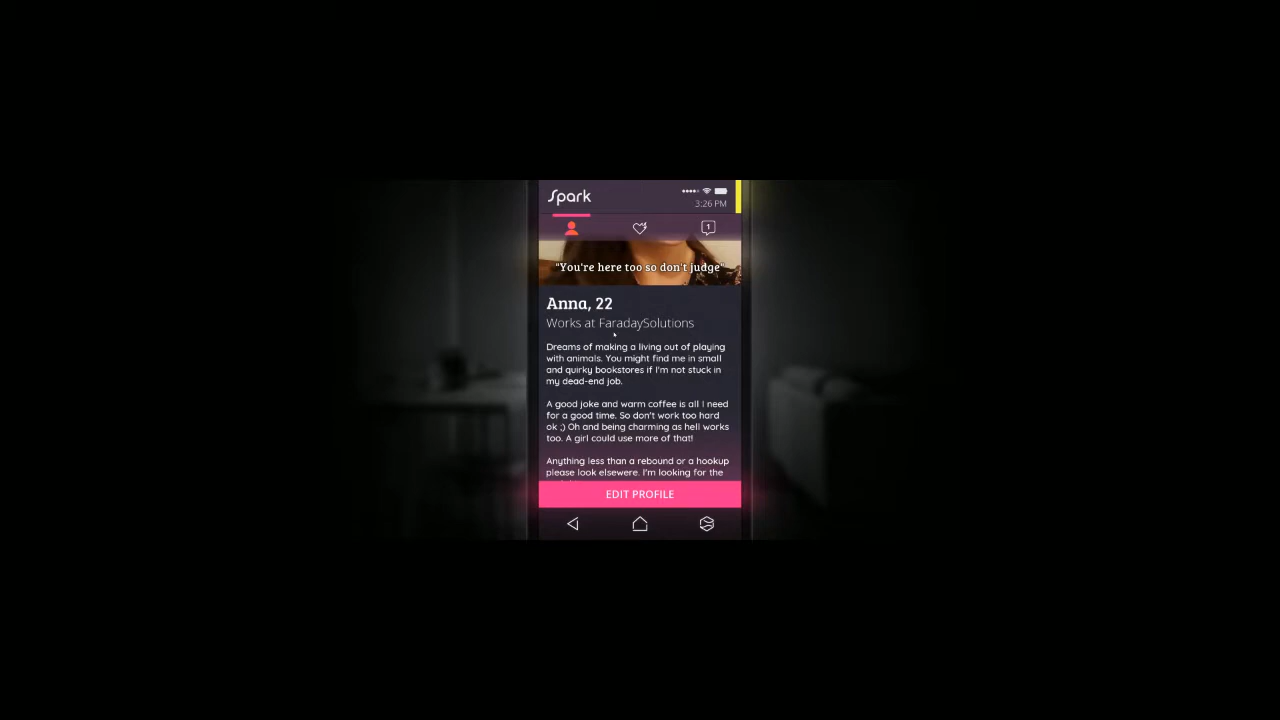 Spark
3:26 PM
1
"You're here too so don't judge"
Anna, 22
Works at FaradaySolutions
Dreams of making a living out of playing
with animals. You might find me in small
and quirky bookstores if I'm not stuck in
my dead-end job.
A good joke and warm coffee is all I need
for a good time. So don't work too hard
ok ;) Oh and being charming as hell works
too. A girl could use more of that!
Anything less than a rebound or a hookup
please look elsewere. I'm looking for the
EDIT PROFILE